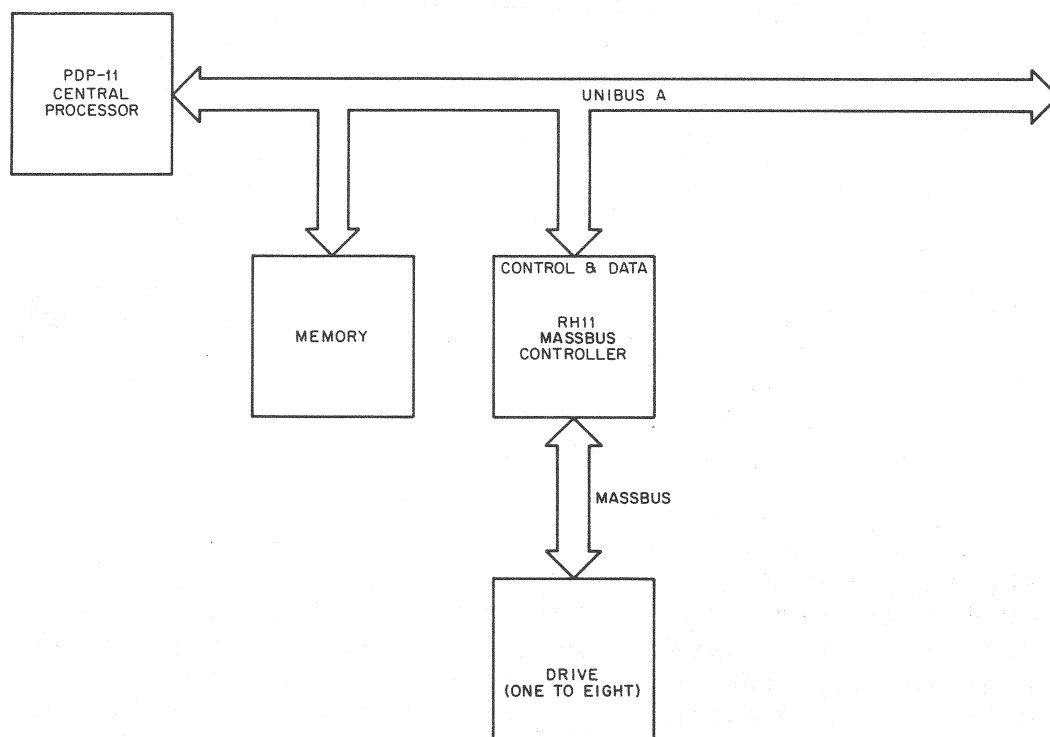 PDP-11
CENTRAL
PROCESSOR
UNIBUS A
MEMORY
CONTROL & DATA
RH11
MASSBUS
CONTROLLER
MASSBUS
DRIVE
(ONE TO EIGHT)